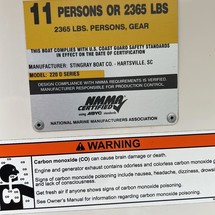 11 PERSONS OR 2365 LBS
2365 LBS. PERSONS, GEAR
THIS BOAT COMPLIES WITH U.S. COAST GUARD SAFETY STANDARDS
IN EFFECT ON THE DATE OF CERTIFICATION
MANUFACTURER: STINGRAY BOAT CO. - HARTSVILLE, SC
MODEL: 220 D SERIES
DESIGN COMPLIANCE WITH NMMA REQUIREMENTS IS VERIFIED
MANUFACTURER RESPONSIBLE FOR PRODUCTION CONTROL.
NMMA
CERTIFIED
using ABYC
NATIONAL MARINE MANUFACTURERS ASSOCIATION
WARNING
Carbon monoxide (CO) can cause brain damage or death.
Engine and generator exhaust contains odorless and colorless carbon monoxide g
Signs of carbon monoxide poisoning include nausea, headache, dizziness, drows
and lack of consciousness.
Get fresh air if anyone shows signs of carbon monoxide poisoning.
See Owner's Manual for information regarding carbon monoxide poisoning.